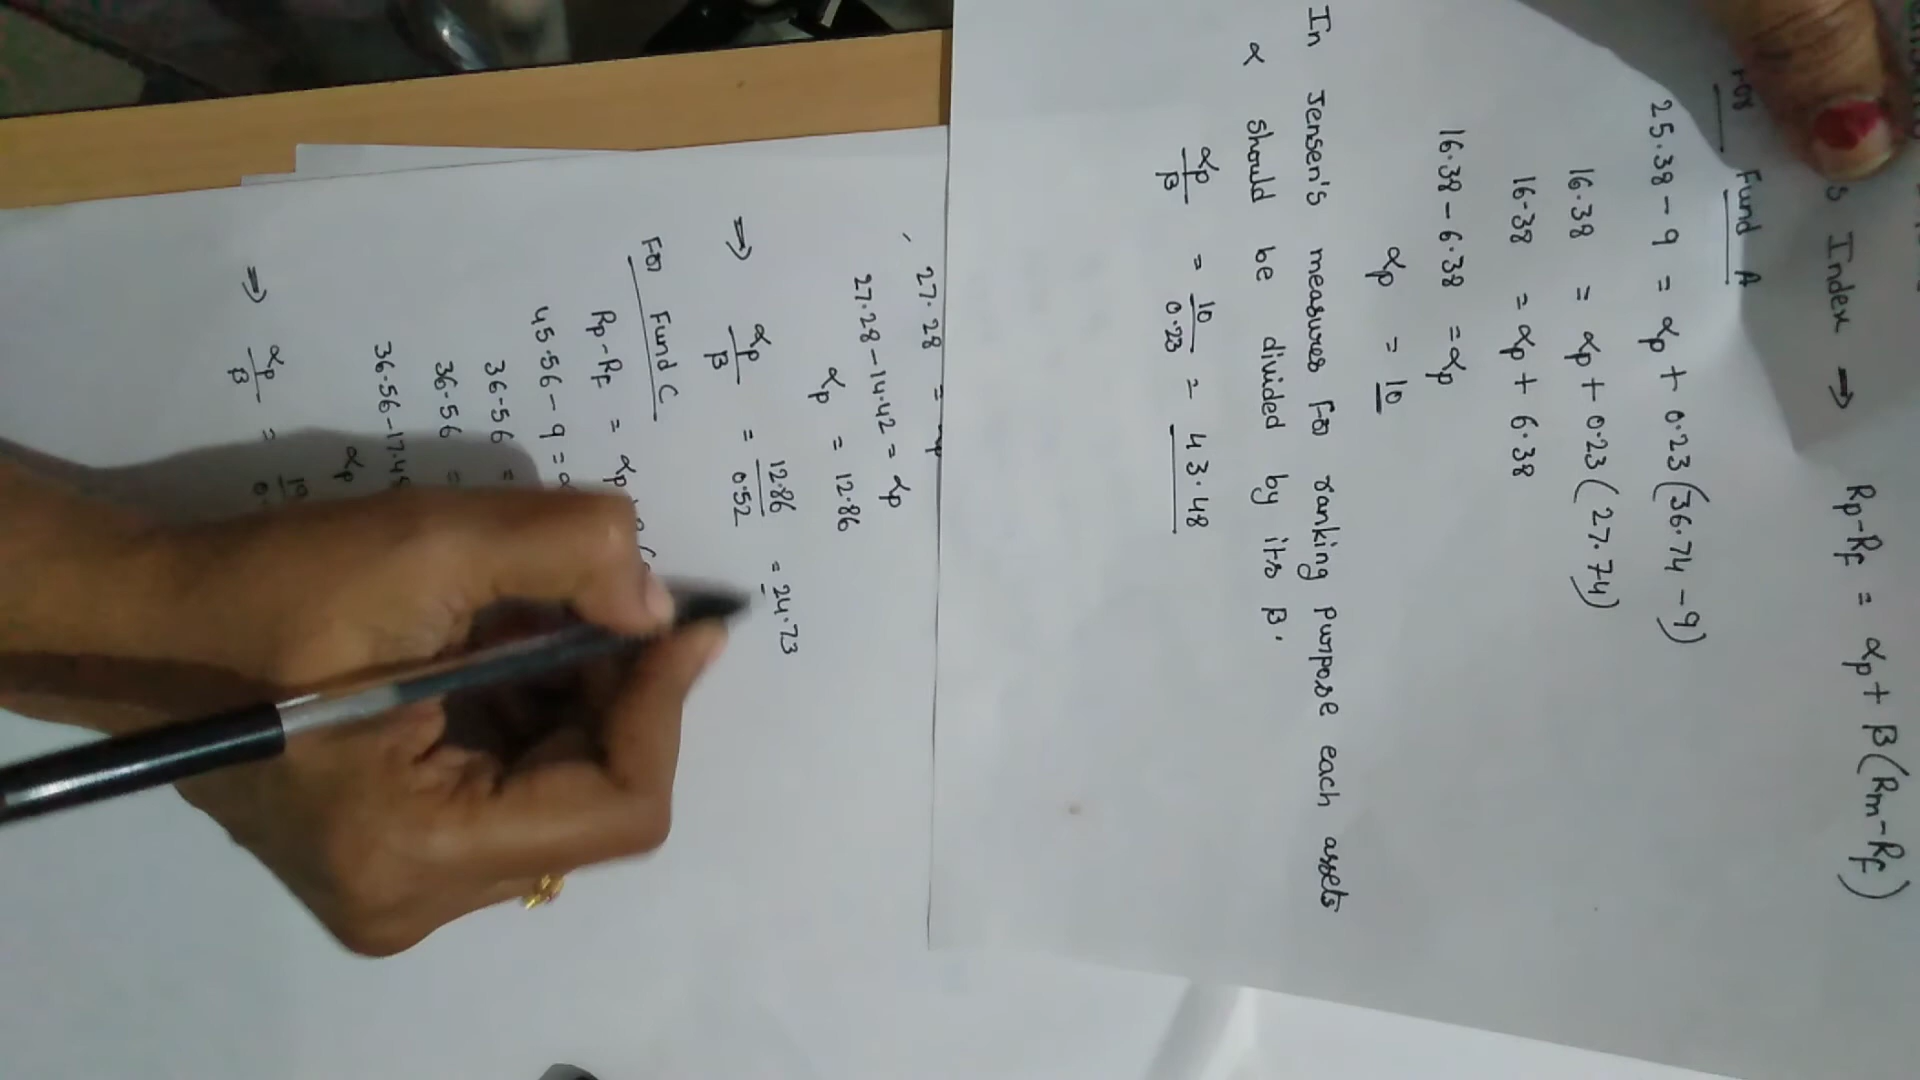 s Index → Rp-RF = αp + β(Rm-RF)
For Fund A
25.38 - 9 = αp + 0.23(36.74 - 9)
16.38 = αp + 0.23(27.74)
16.38 = αp + 6.38
16.38 - 6.38 = αp
αp = 10
In Jensen's measures For ranking purpose each assets
α should be divided by its β.
αp/β = 10/0.23 = 43.48
27.28 =
27.28 - 14.42 = αp
αp = 12.86
⇒ αp/β = 12.86/0.52 = 24.73
For Fund C
Rp-RF = αp
45.56 - 9 =
36.56 =
36.56 =
36.56-17.4
αp
⇒ αp/β =